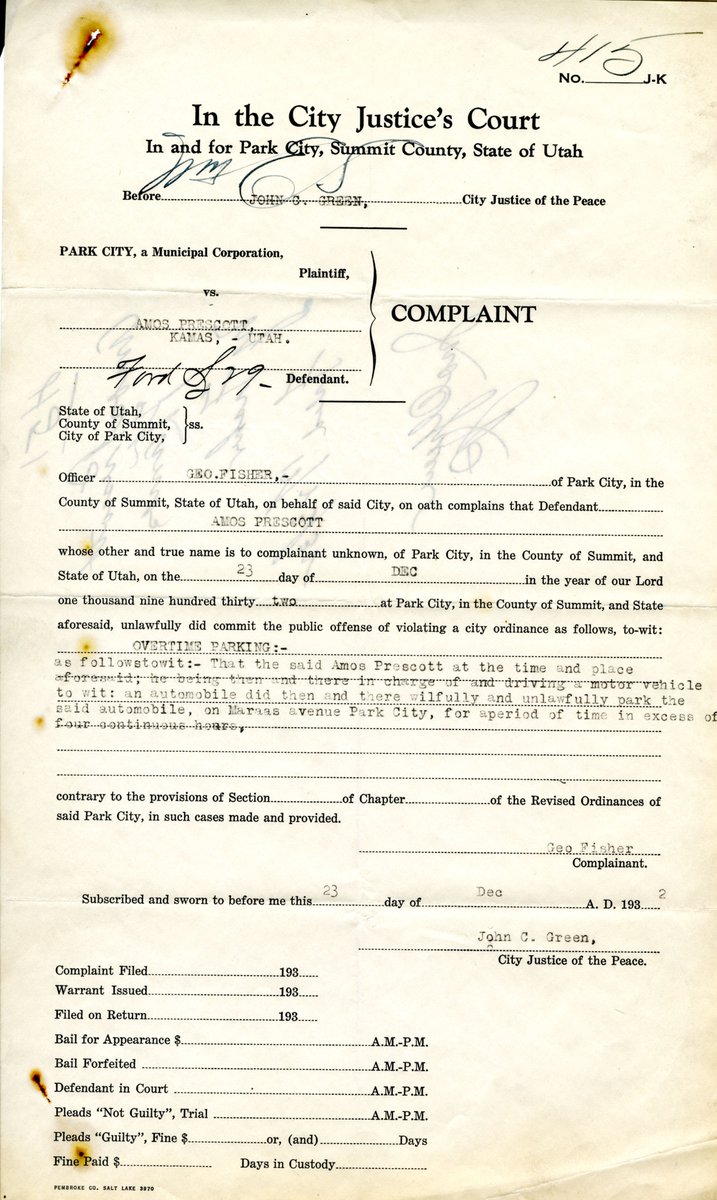 415
No. J-K
In the City Justice's Court
In and for Park City, Summit County, State of Utah
Wm
Before JOHN C. GREEN, City Justice of the Peace
PARK CITY, a Municipal Corporation,
Plaintiff,
vs.
COMPLAINT
AMOS PRESCOTT,
KAMAS, - UTAH.
Ford S 29-
Defendant.
State of Utah,
County of Summit, ss.
City of Park City,
Officer GEO.FISHER,- of Park City, in the
County of Summit, State of Utah, on behalf of said City, on oath complains that Defendant
AMOS PRESCOTT
whose other and true name is to complainant unknown, of Park City, in the County of Summit, and
State of Utah, on the 23 day of DEC in the year of our Lord
one thousand nine hundred thirty two at Park City, in the County of Summit, and State
aforesaid, unlawfully did commit the public offense of violating a city ordinance as follows, to-wit:
OVERTIME PARKING:-
as followstowit:- That the said Amos Prescott at the time and place
aforesaid; he being then and there in charge of and driving a motor vehicle
to wit: an automobile did then and there wilfully and unlawfully park the
said automobile, on Maraas avenue Park City, for aperiod of time in excess of
four continuous hours,
contrary to the provisions of Section of Chapter of the Revised Ordinances of
said Park City, in such cases made and provided.
Geo Fisher
Complainant.
Subscribed and sworn to before me this 23 day of Dec A. D. 193 2
John C. Green,
City Justice of the Peace.
Complaint Filed 193
Warrant Issued 193
Filed on Return 193
Bail for Appearance $ A.M.-P.M.
Bail Forfeited A.M.-P.M.
Defendant in Court A.M.-P.M.
Pleads "Not Guilty", Trial A.M.-P.M.
Pleads "Guilty", Fine $ or, (and) Days
Fine Paid $ Days in Custody
PEMBROKE CO. SALT LAKE 3970